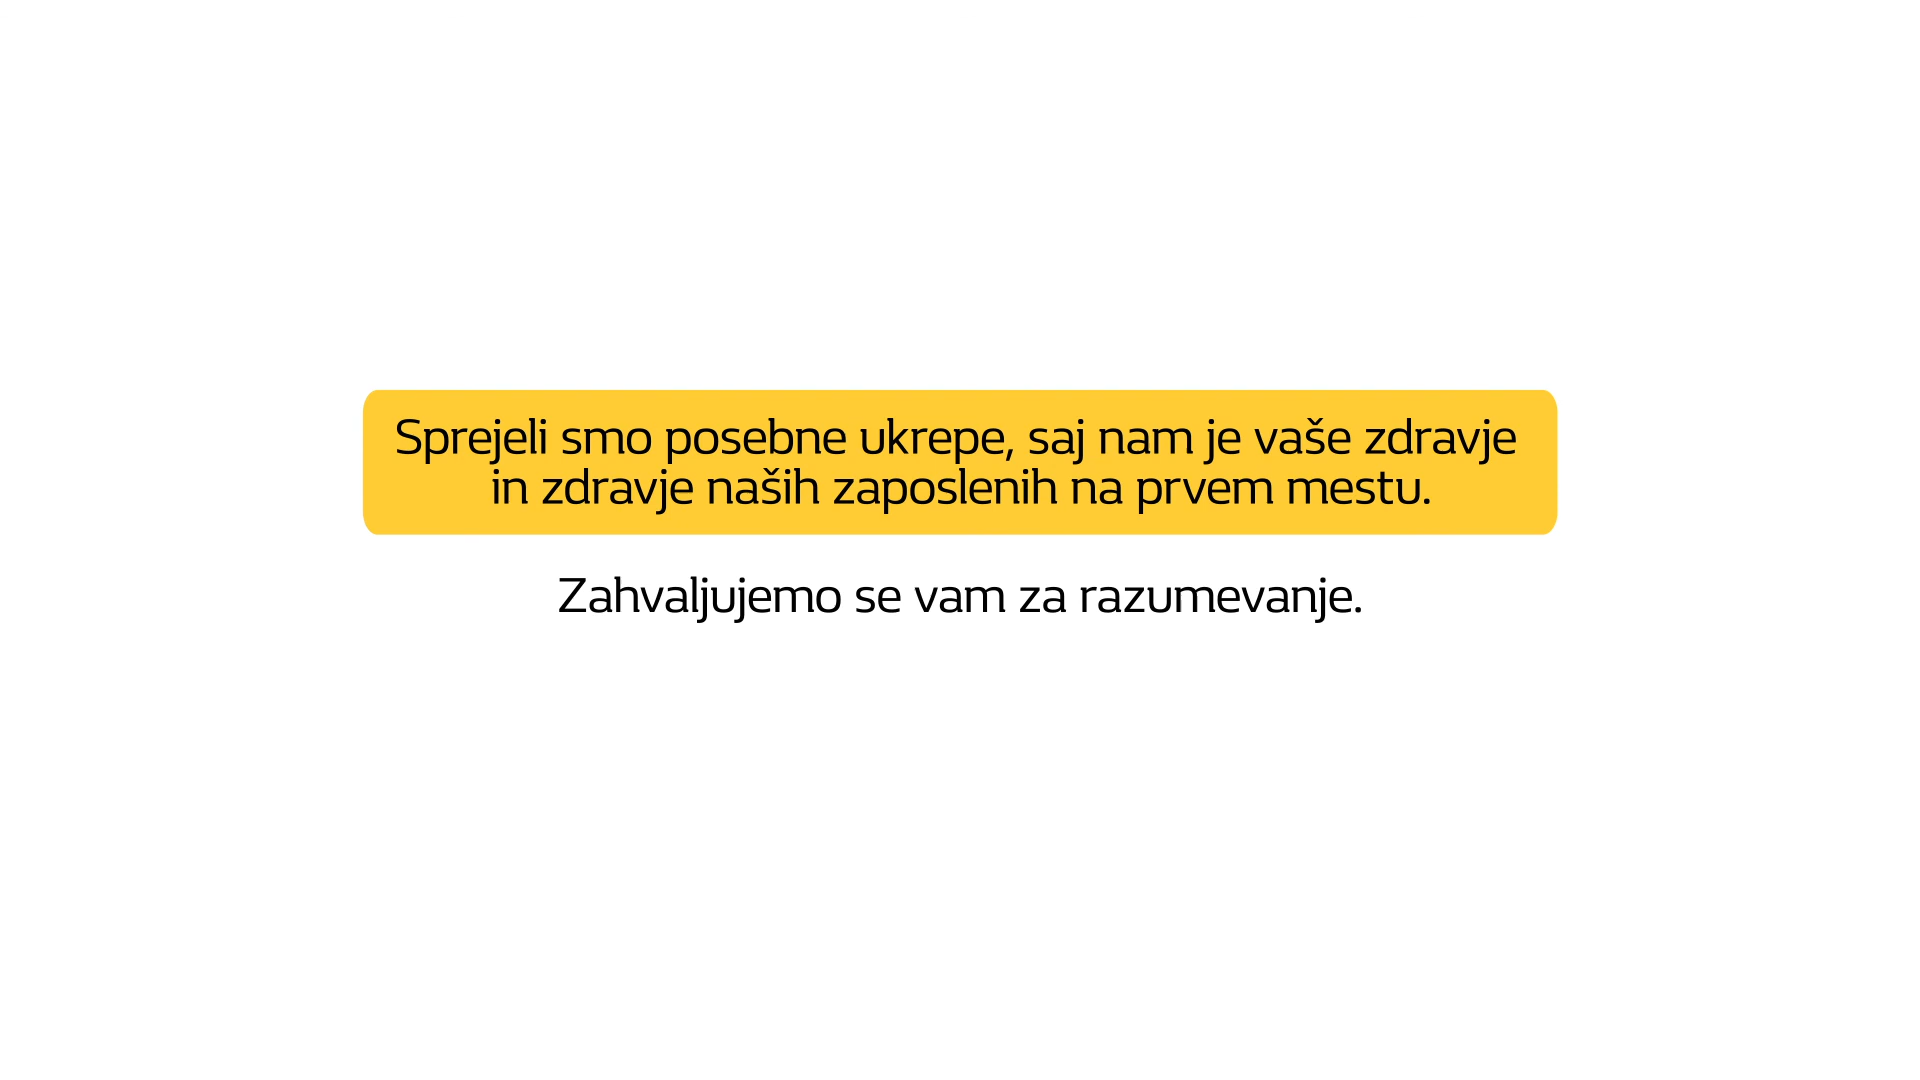 Sprejeli smo posebne ukrepe, saj nam je vaše zdravje
in zdravje naših zaposlenih na prvem mestu.
Zahvaljujemo se vam za razumevanje.